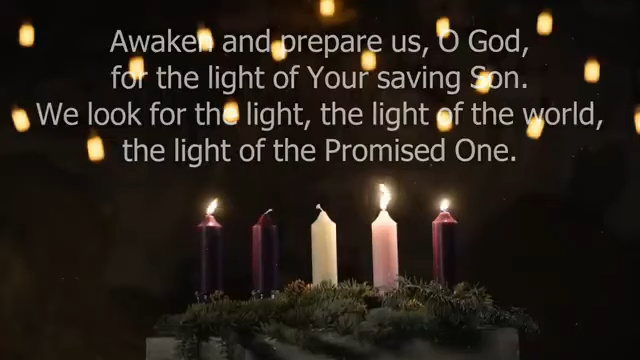 Awaken and prepare us, O God,
for the light of Your saving Son.
We look for the light, the light of the world,
the light of the Promised One.